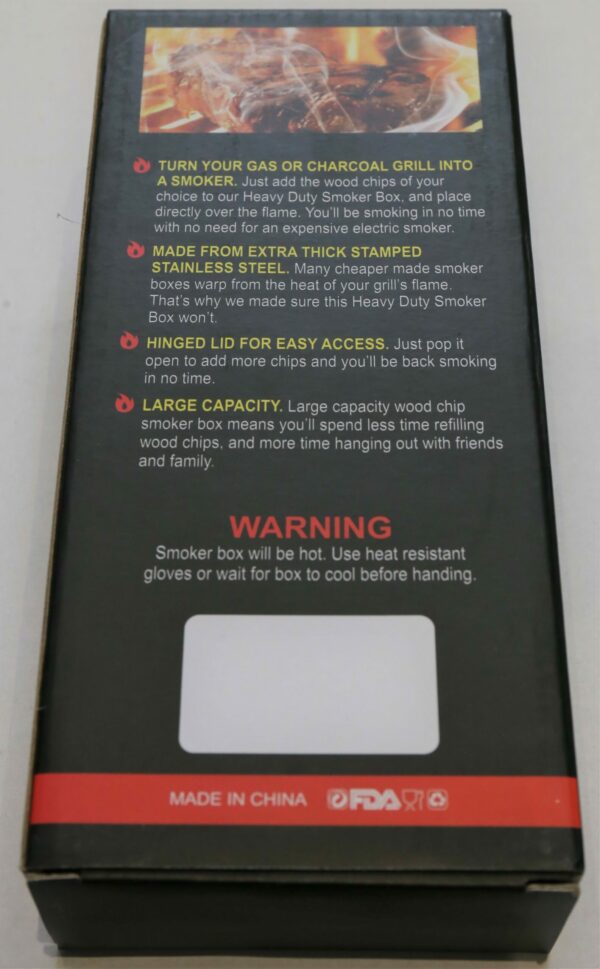 TURN YOUR GAS OR CHARCOAL GRILL INTO
A SMOKER. Just add the wood chips of your
choice to our Heavy Duty Smoker Box, and place
directly over the flame. You'll be smoking in no time
with no need for an expensive electric smoker.
MADE FROM EXTRA THICK STAMPED
STAINLESS STEEL. Many cheaper made smoker
boxes warp from the heat of your grill's flame.
That's why we made sure this Heavy Duty Smoker
Box won't.
HINGED LID FOR EASY ACCESS. Just pop it
open to add more chips and you'll be back smoking
in no time.
LARGE CAPACITY. Large capacity wood chip
smoker box means you'll spend less time refilling
wood chips, and more time hanging out with friends
and family.
WARNING
Smoker box will be hot. Use heat resistant
gloves or wait for box to cool before handing.
MADE IN CHINA FDA